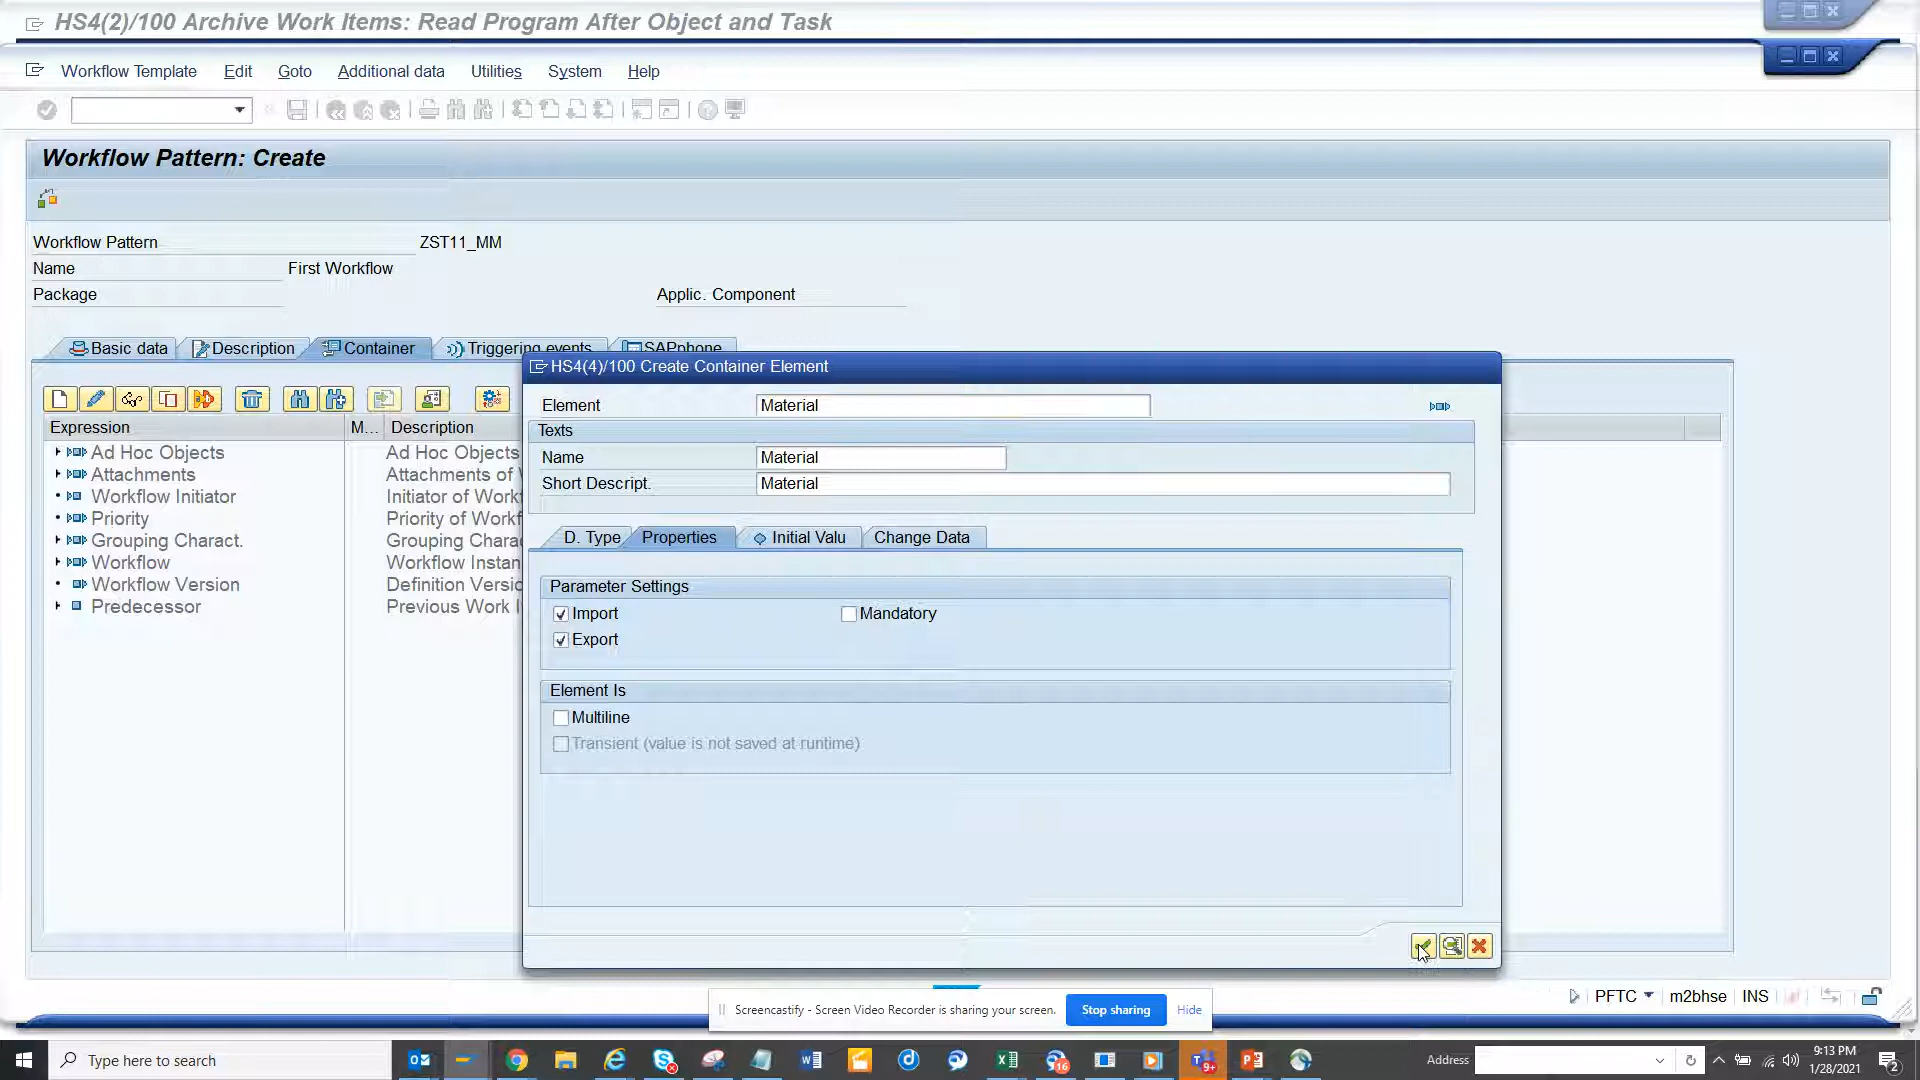 HS4(2)/100 Archive Work Items: Read Program After Object and Task
Workflow Template Edit Goto Additional data Utilities System Help
Workflow Pattern: Create
Workflow Pattern ZST11_MM
Name First Workflow
Package Applic. Component
Basic data Description Container Triggering events SAPphone
HS4(4)/100 Create Container Element
Element Material
Texts
Name Material
Short Descript. Material
D. Type Properties Initial Valu Change Data
Parameter Settings
Import Mandatory
Export
Element Is
Multiline
Transient (value is not saved at runtime)
Expression M... Description
Ad Hoc Objects Ad Hoc Objects
Attachments Attachments of
Workflow Initiator Initiator of Work
Priority Priority of Workf
Grouping Charact. Grouping Chara
Workflow Workflow Instan
Workflow Version Definition Versio
Predecessor Previous Work I
PFTC m2bhse INS
Screencastify - Screen Video Recorder is sharing your screen. Stop sharing Hide
Type here to search
16
9+
Address
9:13 PM
1/28/2021
2